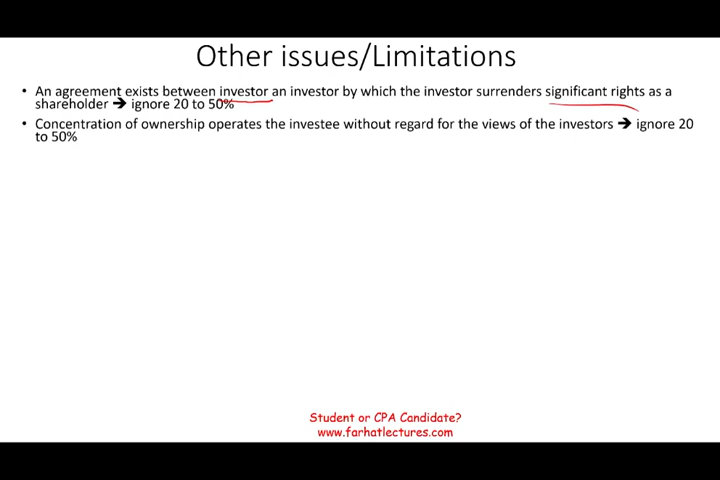 Other issues/Limitations
• An agreement exists between investor an investor by which the investor surrenders significant rights as a
shareholder → ignore 20 to 50%
• Concentration of ownership operates the investee without regard for the views of the investors → ignore 20
to 50%
Student or CPA Candidate?
www.farhatlectures.com